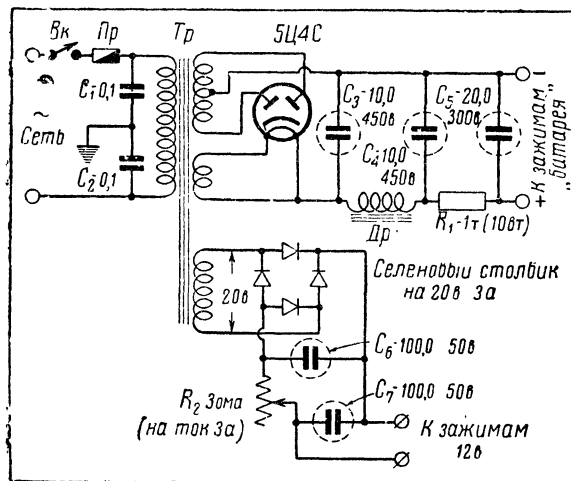 Вк
Пр
Тр
5Ц4С
C₁-0,1
~
Сеть
C₂-0,1
C₃-10,0
450в
C₄-10,0
450в
C₅-20,0
300в
Др
R₁-1т (10вт)
–
+
К зажимам
„батарея"
20в
Селеновый столбик
на 20в 3а
C₆-100,0 50в
C₇-100,0 50в
R₂ 3ома
(на ток 3а)
К зажимам
12в